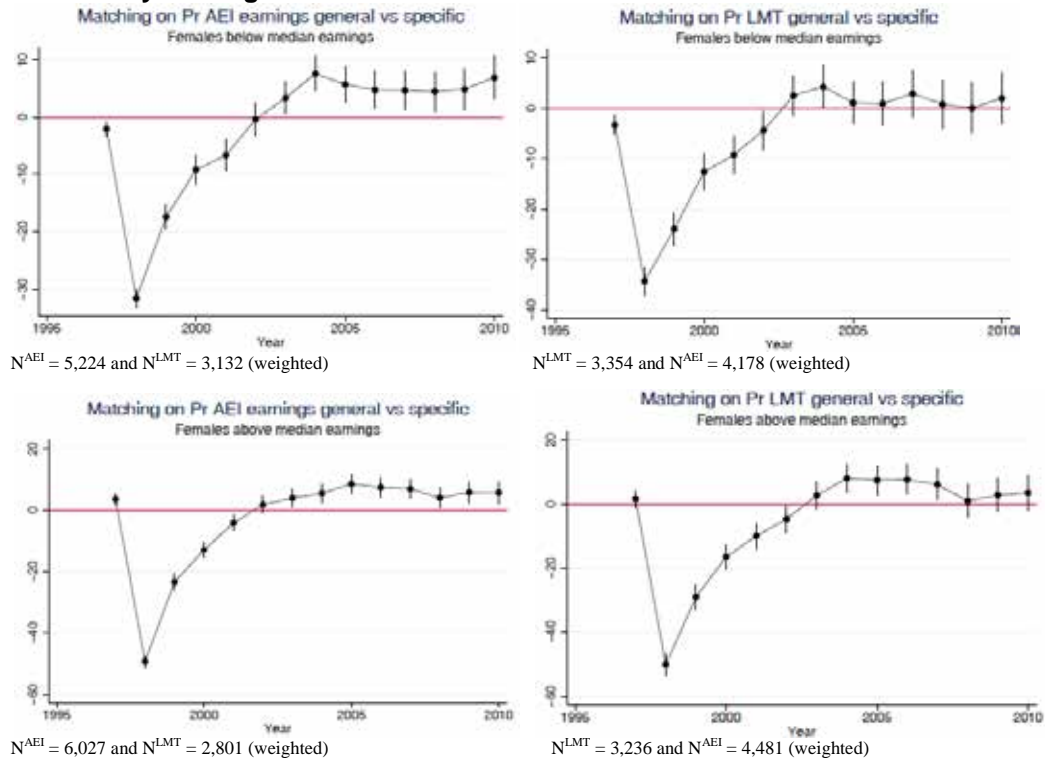 Matching on Pr AEI earnings general vs specific
Females below median earnings
10
0
-10
-20
-30
1995
2000
2005
2010
Year
N^AEI = 5,224 and N^LMT = 3,132 (weighted)
Matching on Pr LMT general vs specific
Females below median earnings
10
0
-10
-20
-30
-40
1995
2000
2005
2010
Year
N^LMT = 3,354 and N^AEI = 4,178 (weighted)
Matching on Pr AEI earnings general vs specific
Females above median earnings
20
0
-20
-40
-60
1995
2000
2005
2010
Year
N^AEI = 6,027 and N^LMT = 2,801 (weighted)
Matching on Pr LMT general vs specific
Females above median earnings
20
0
-20
-40
-60
1995
2000
2005
2010
Year
N^LMT = 3,236 and N^AEI = 4,481 (weighted)